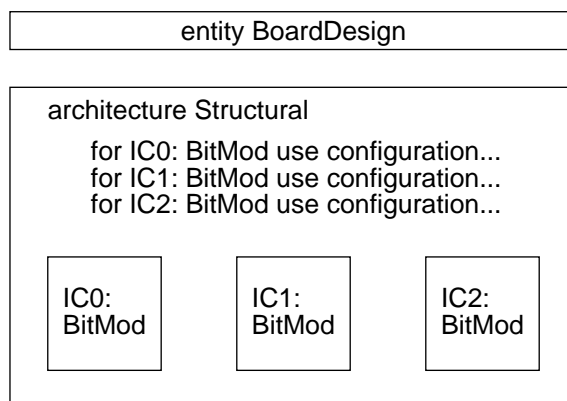 entity BoardDesign
architecture Structural
for IC0: BitMod use configuration...
for IC1: BitMod use configuration...
for IC2: BitMod use configuration...
IC0:
BitMod
IC1:
BitMod
IC2:
BitMod